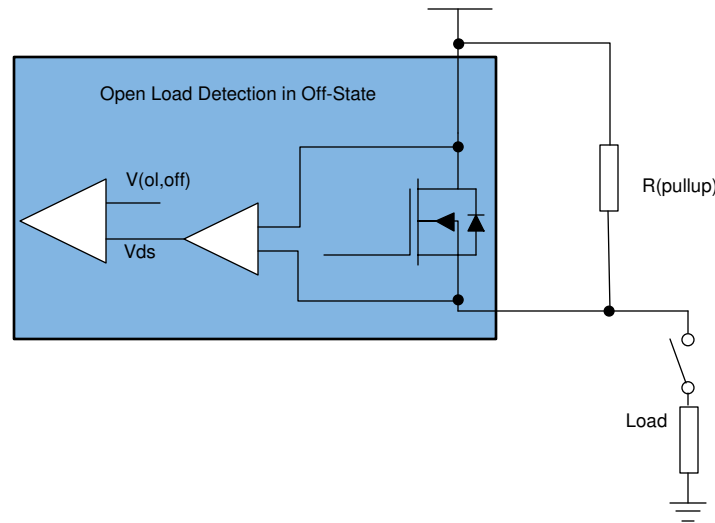 Open Load Detection in Off-State
V(ol,off)
R(pullup)
Vds
Load